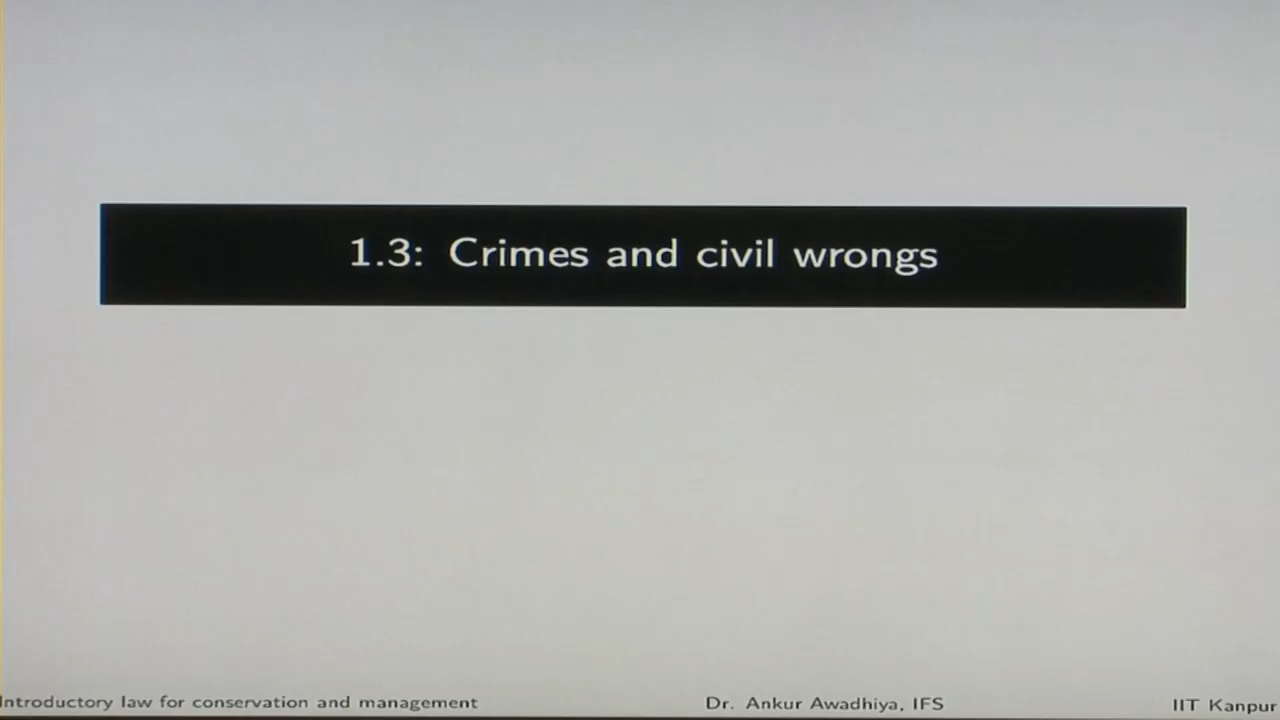 1.3: Crimes and civil wrongs
Introductory law for conservation and management
Dr. Ankur Awadhiya, IFS
IIT Kanpur